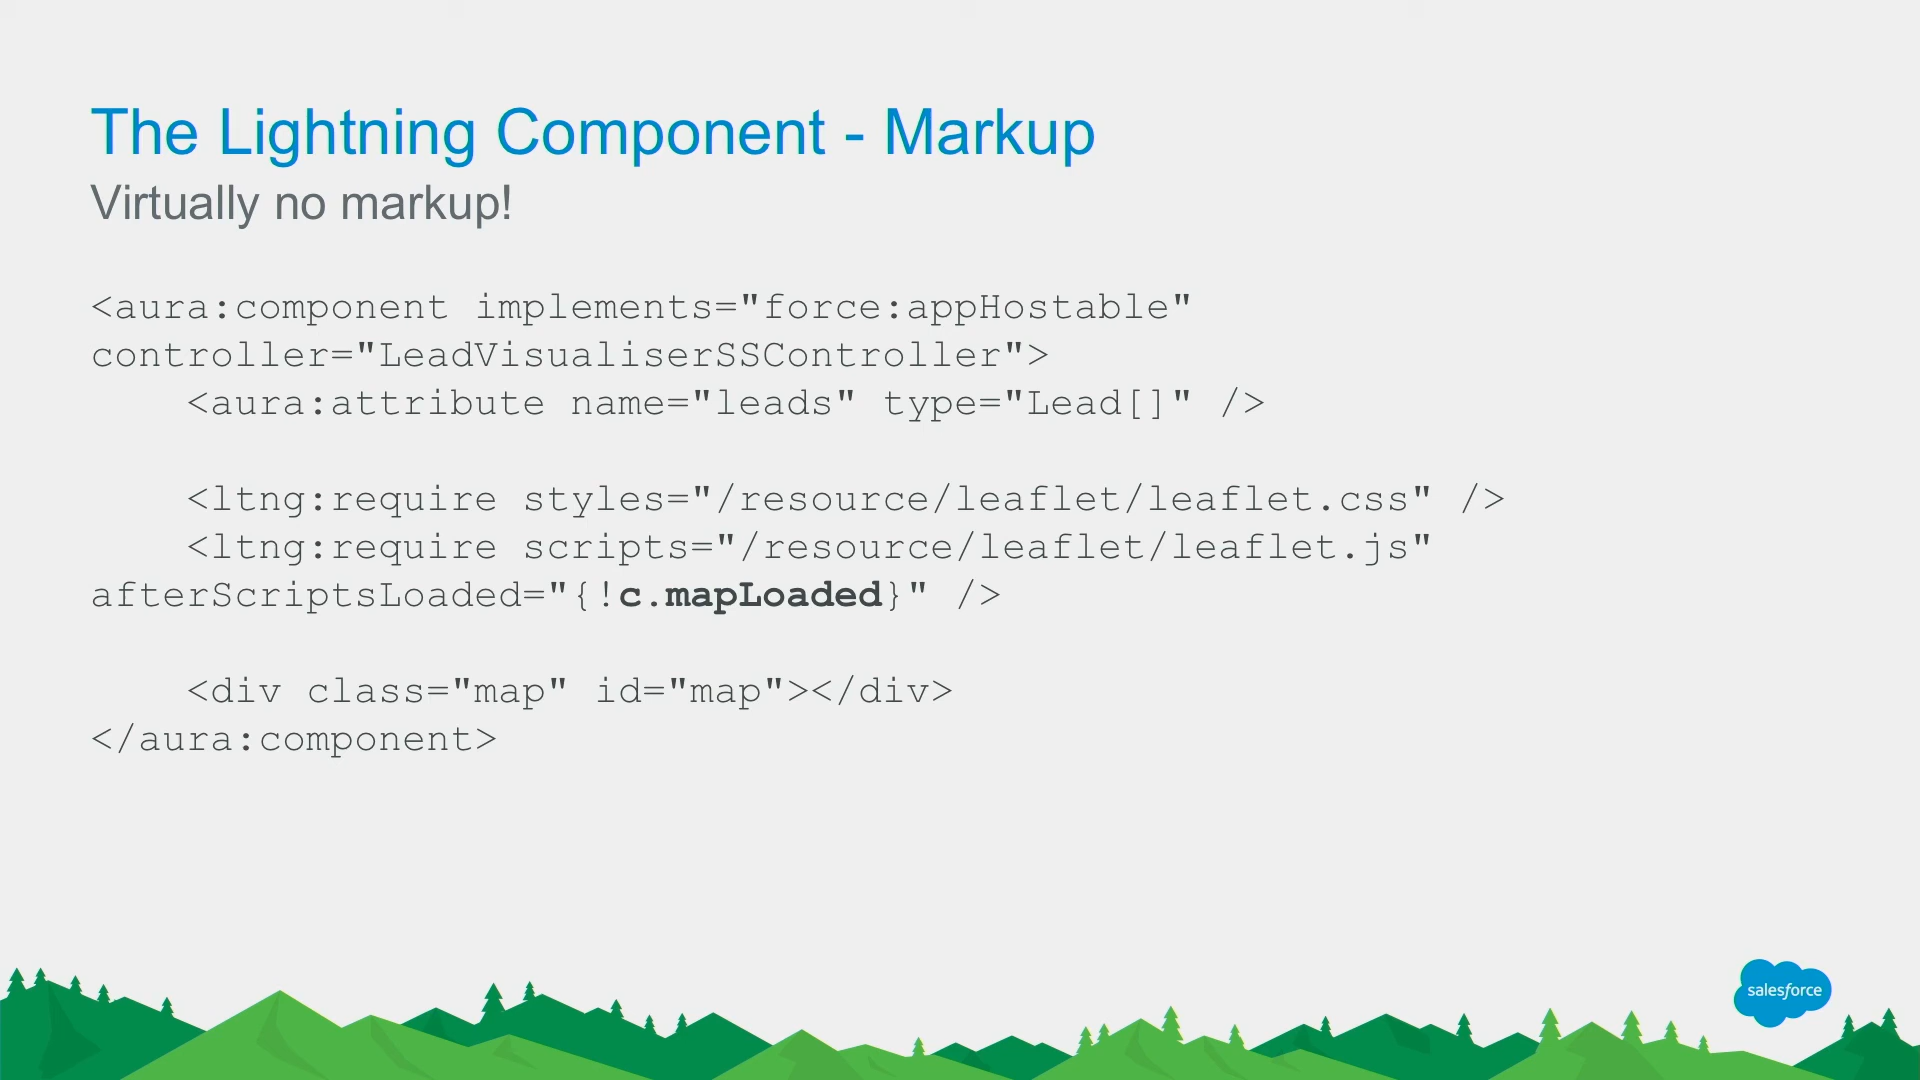 The Lightning Component - Markup
Virtually no markup!
<aura:component implements="force:appHostable"
controller="LeadVisualiserSSController">
    <aura:attribute name="leads" type="Lead[]" />
    <ltng:require styles="/resource/leaflet/leaflet.css" />
    <ltng:require scripts="/resource/leaflet/leaflet.js"
afterScriptsLoaded="{!c.mapLoaded}" />
    <div class="map" id="map"></div>
</aura:component>
salesforce